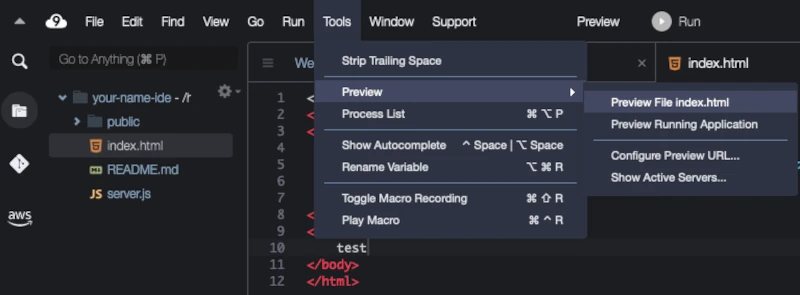 9 File Edit Find View Go Run Tools Window Support Preview Run
Go to Anything (⌘ P)
your-name-ide - /r
public
index.html
README.md
server.js
aws
We
index.html
Strip Trailing Space
Preview
Process List ⌘ ⌥ P
Show Autocomplete ^ Space | ⌥ Space
Rename Variable ⌥ ⌘ R
Toggle Macro Recording ⌘ ⇧ R
Play Macro ⌘ ^ R
Preview File index.html
Preview Running Application
Configure Preview URL...
Show Active Servers...
1 <
2 <
3 <
4
5
6
7
8 </
9 <
10 test
11 </body>
12 </html>